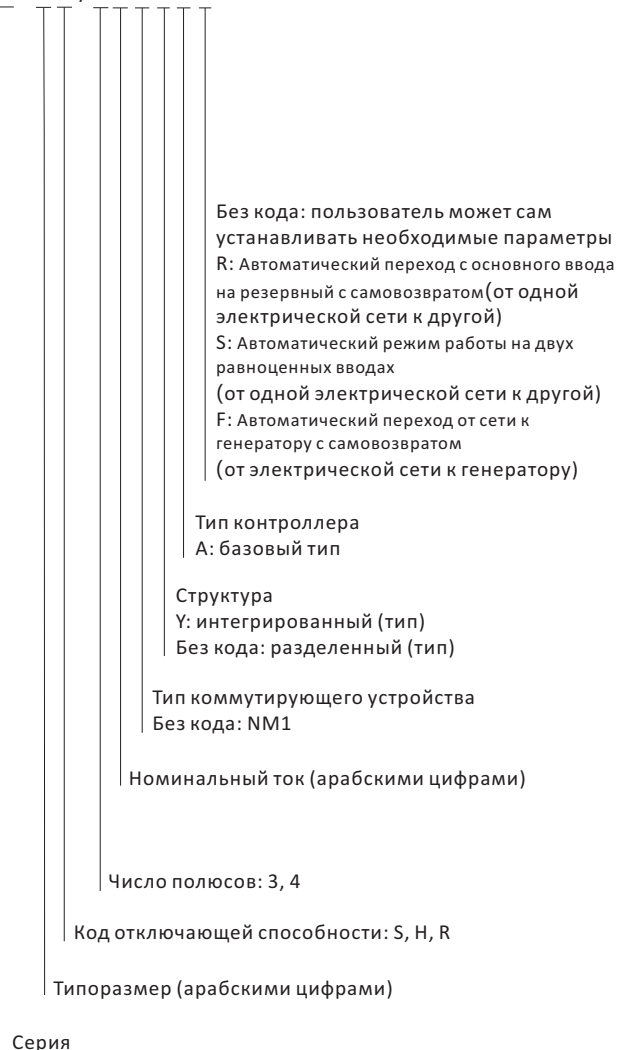 Без кода: пользователь может сам
устанавливать необходимые параметры
R: Автоматический переход с основного ввода
на резервный с самовозвратом(от одной
электрической сети к другой)
S: Автоматический режим работы на двух
равноценных вводах
(от одной электрической сети к другой)
F: Автоматический переход от сети к
генератору с самовозвратом
(от электрической сети к генератору)
Тип контроллера
A: базовый тип
Структура
Y: интегрированный (тип)
Без кода: разделенный (тип)
Тип коммутирующего устройства
Без кода: NM1
Номинальный ток (арабскими цифрами)
Число полюсов: 3, 4
Код отключающей способности: S, H, R
Типоразмер (арабскими цифрами)
Серия